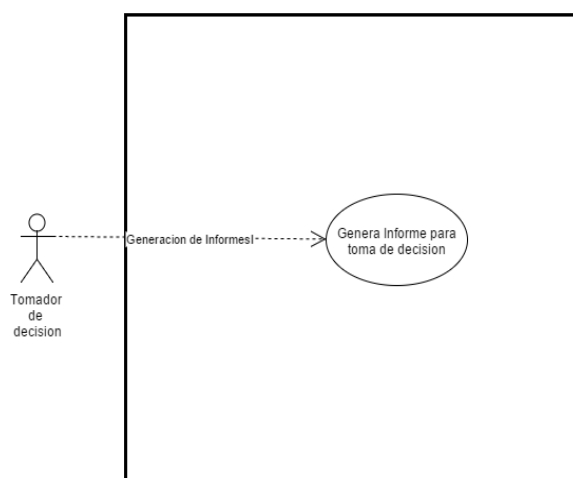 Generacion de InformesI
Genera Informe para
toma de decision
Tomador
de
decision